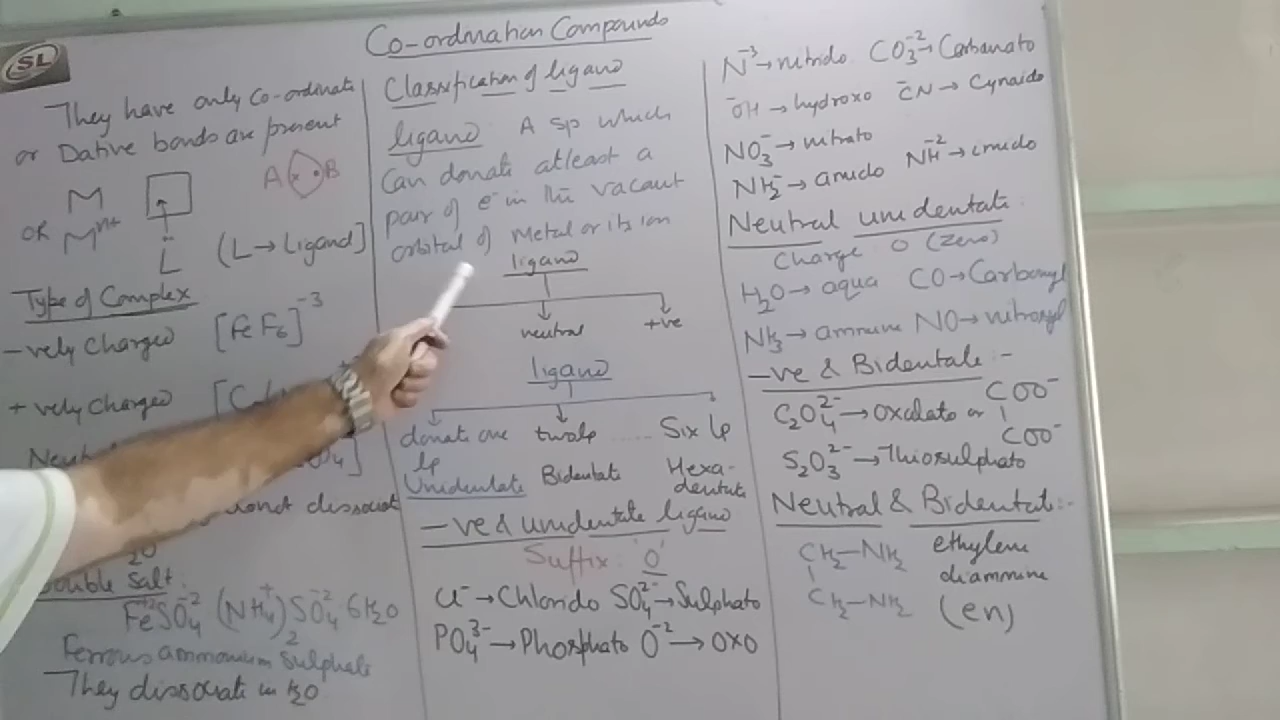 Co-ordination Compounds
SL
They have only Co-ordinate
or Dative bonds are present
A x • B
M
OR M^n+
L
(L → Ligand]
Type of Complex
-vely Charged [FeF6]^-3
+vely Charged
dissociat
Double Salt:
Fe^+2SO4^-2 (NH4^+)2 SO4^-2 6H2O
Ferrous ammonium Sulphate
They dissociate in H2O
Classification of ligand
ligand: A sp which
Can donate atleast a
pair of e^- in the vacant
orbital of Metal or its ion
ligand
neutral +ve
ligand
donate one two lp ...... Six lp
lp
Unidentate Bidentate Hexa-
dentate
-ve & unidentate ligand
Suffix: 'O'
Cl^- → Chlorido SO4^2- → Sulphato
PO4^3- → Phosphato O^-2 → OXO
N^-3 → nitrido CO3^-2 → Carbonato
OH^- → hydroxo CN^- → Cynaido
NO3^- → nitrato
NH2^- → amido NH^-2 → imido
Neutral unidentate:
Charge O (Zero)
H2O → aqua CO → Carbonyl
NH3 → ammine NO → nitrosyl
-ve & Bidentate :-
C2O4^2- → Oxalato or COO^-
COO^-
S2O3^2- → Thiosulphato
Neutral & Bidentate:-
CH2-NH2 ethylene
diammine
CH2-NH2 (en)